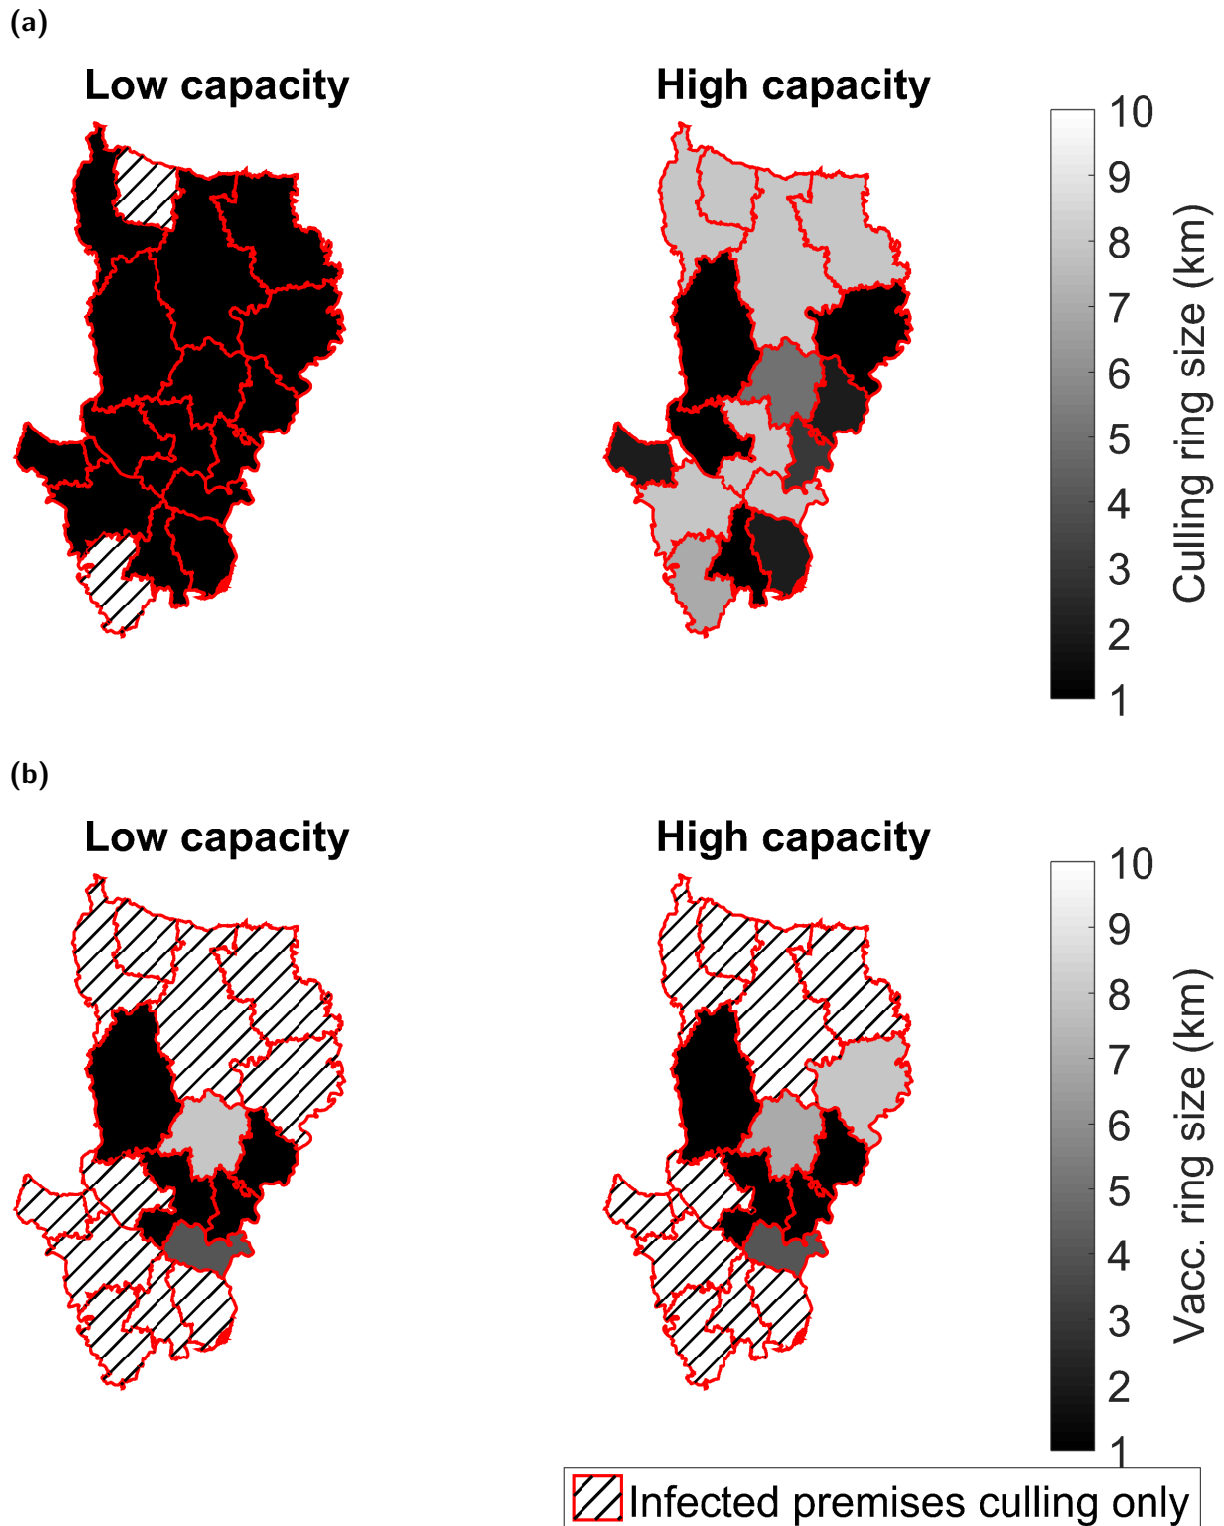 (a)
Low capacity
High capacity
10
9
8
7
6
5
4
3
2
1
Culling ring size (km)
(b)
Low capacity
High capacity
10
9
8
7
6
5
4
3
2
1
Vacc. ring size (km)
Infected premises culling only